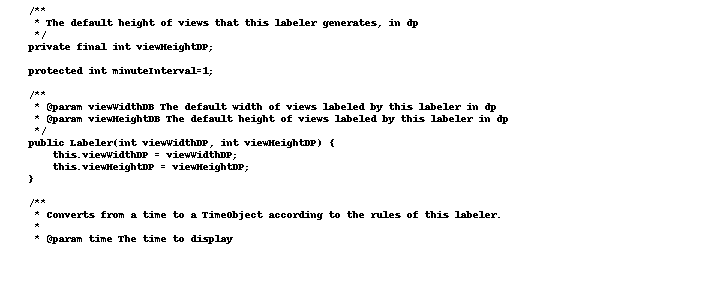 /**
 * The default height of views that this labeler generates, in dp
 */
private final int viewHeightDP;

protected int minuteInterval=1;

/**
 * @param viewWidthDB The default width of views labeled by this labeler in dp
 * @param viewHeightDB The default height of views labeled by this labeler in dp
 */
public Labeler(int viewWidthDP, int viewHeightDP) {
    this.viewWidthDP = viewWidthDP;
    this.viewHeightDP = viewHeightDP;
}

/**
 * Converts from a time to a TimeObject according to the rules of this labeler.
 *
 * @param time The time to display